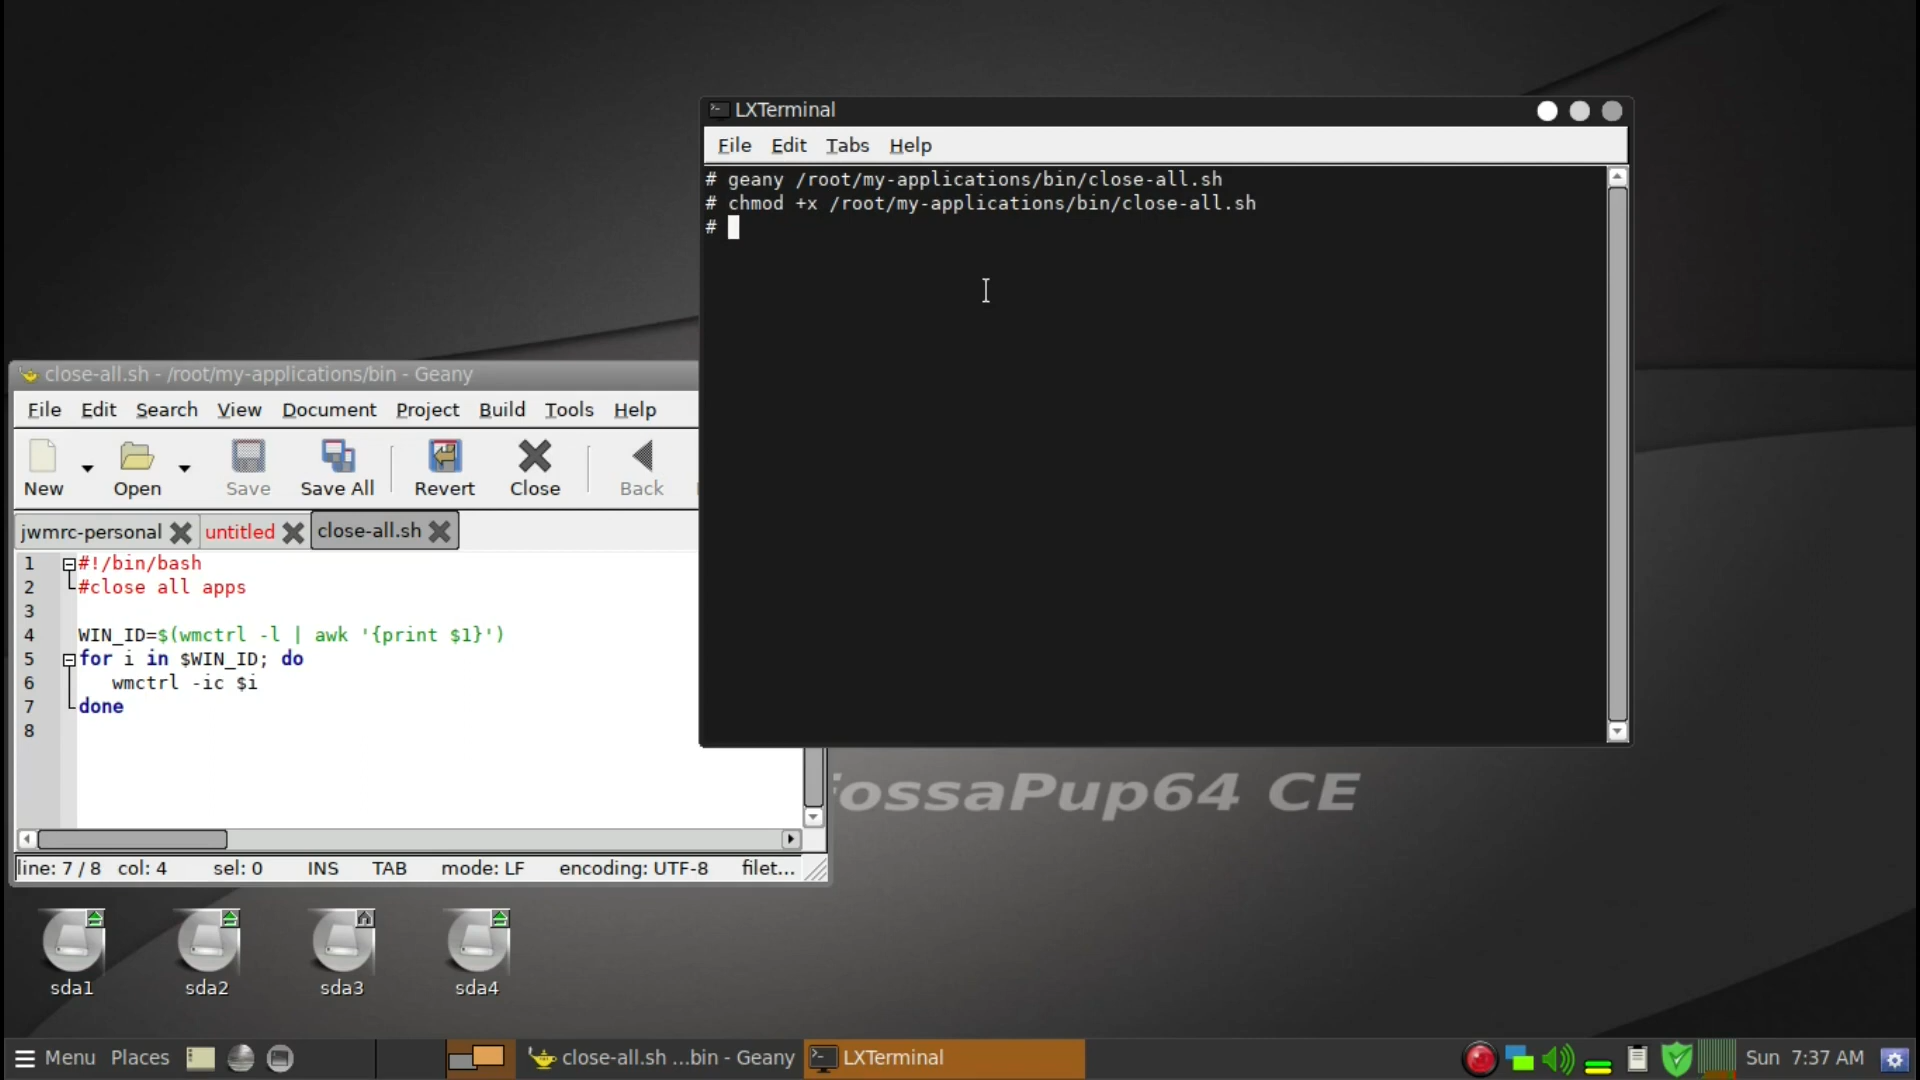 LXTerminal
File Edit Tabs Help
# geany /root/my-applications/bin/close-all.sh
# chmod +x /root/my-applications/bin/close-all.sh
#
close-all.sh - /root/my-applications/bin - Geany
File Edit Search View Document Project Build Tools Help
New Open Save Save All Revert Close Back
jwmrc-personal untitled close-all.sh
1 #!/bin/bash
2 #close all apps
3
4 WIN_ID=$(wmctrl -l | awk '{print $1}')
5 for i in $WIN_ID; do
6 wmctrl -ic $i
7 done
8
line: 7 / 8 col: 4 sel: 0 INS TAB mode: LF encoding: UTF-8 filet...
ossaPup64 CE
sda1 sda2 sda3 sda4
Menu Places close-all.sh ...bin - Geany LXTerminal Sun 7:37 AM